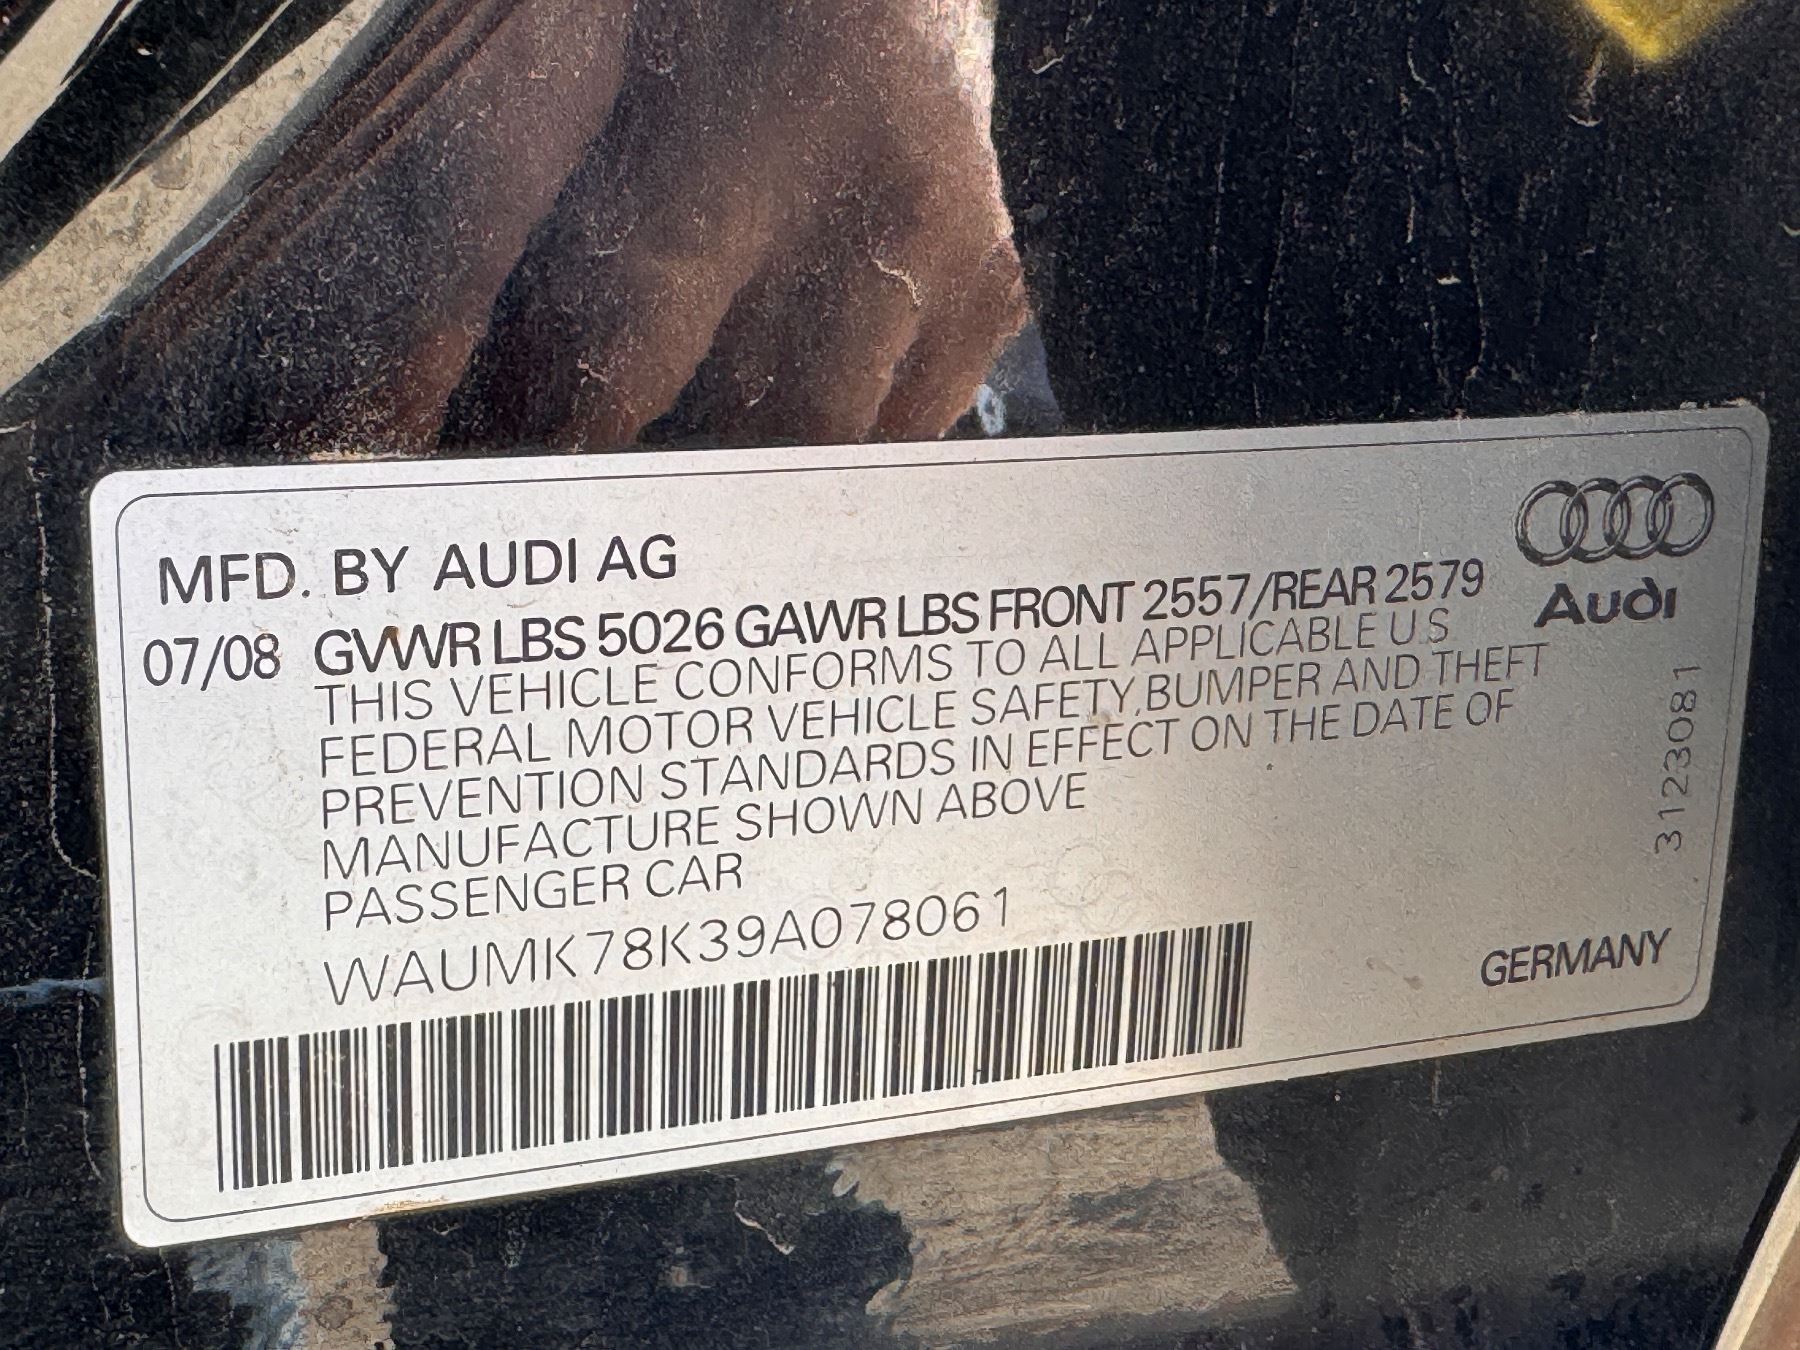 MFD. BY AUDI AG
07/08 GVWR LBS 5026 GAWR LBS FRONT 2557/REAR 2579
THIS VEHICLE CONFORMS TO ALL APPLICABLE U.S
FEDERAL MOTOR VEHICLE SAFETY,BUMPER AND THEFT
PREVENTION STANDARDS IN EFFECT ON THE DATE OF
MANUFACTURE SHOWN ABOVE
PASSENGER CAR
WAUMK78K39A078061
Audi
3123081
GERMANY